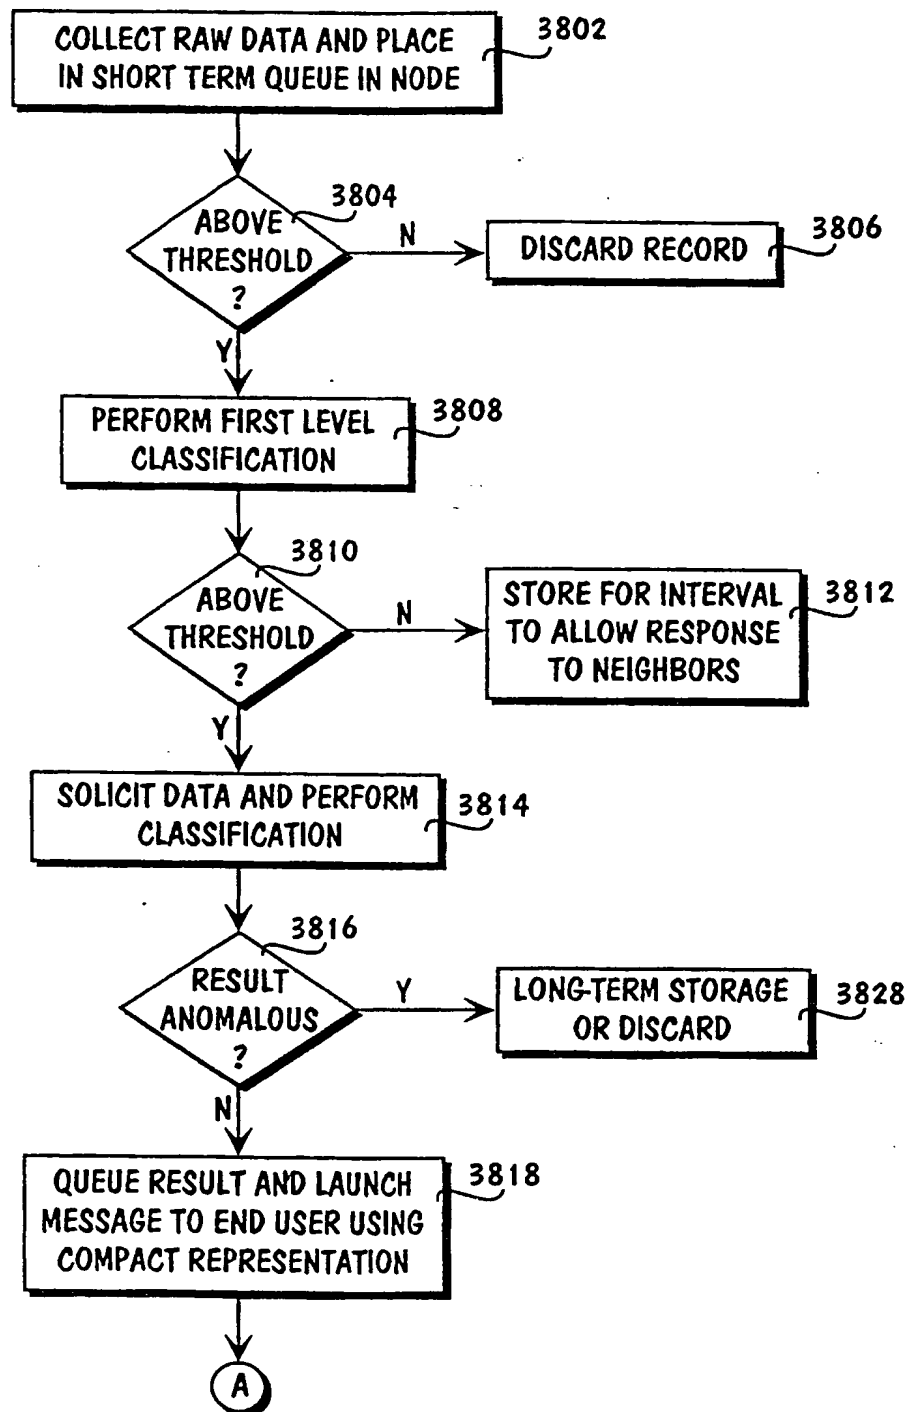 COLLECT RAW DATA AND PLACE
IN SHORT TERM QUEUE IN NODE
3802
3804
ABOVE
THRESHOLD
?
N
DISCARD RECORD
3806
Y
PERFORM FIRST LEVEL
CLASSIFICATION
3808
3810
ABOVE
THRESHOLD
?
N
STORE FOR INTERVAL
TO ALLOW RESPONSE
TO NEIGHBORS
3812
Y
SOLICIT DATA AND PERFORM
CLASSIFICATION
3814
3816
RESULT
ANOMALOUS
?
Y
LONG-TERM STORAGE
OR DISCARD
3828
N
QUEUE RESULT AND LAUNCH
MESSAGE TO END USER USING
COMPACT REPRESENTATION
3818
A